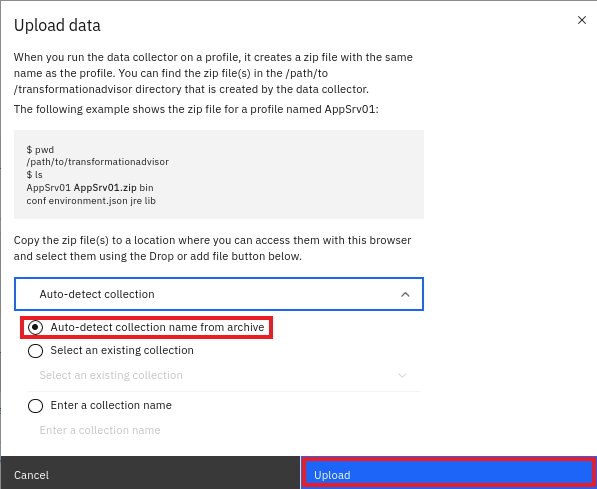 Upload data
When you run the data collector on a profile, it creates a zip file with the same
name as the profile. You can find the zip file(s) in the /path/to
/transformationadvisor directory that is created by the data collector.
The following example shows the zip file for a profile named AppSrv01:
$ pwd
/path/to/transformationadvisor
$ ls
AppSrv01 AppSrv01.zip bin
conf environment.json jre lib
Copy the zip file(s) to a location where you can access them with this browser
and select them using the Drop or add file button below.
Auto-detect collection
Auto-detect collection name from archive
Select an existing collection
Select an existing collection
Enter a collection name
Enter a collection name
Cancel
Upload